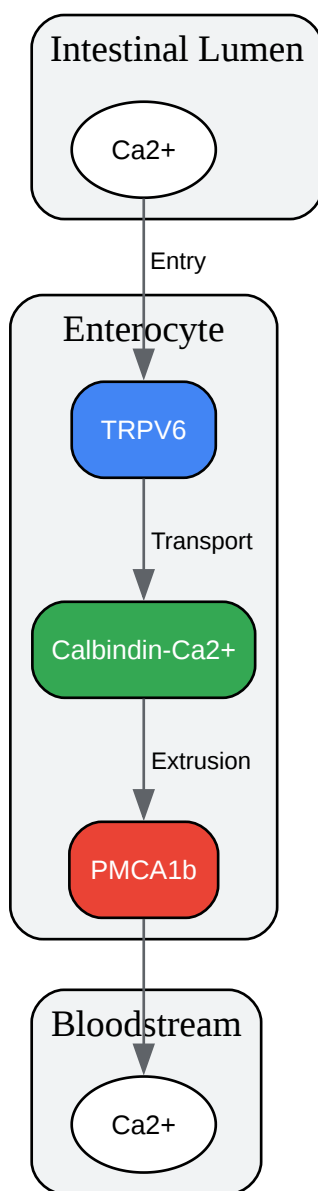 Intestinal Lumen
Ca2+
Entry
Enterocyte
TRPV6
Transport
Calbindin-Ca2+
Extrusion
PMCA1b
Bloodstream
Ca2+